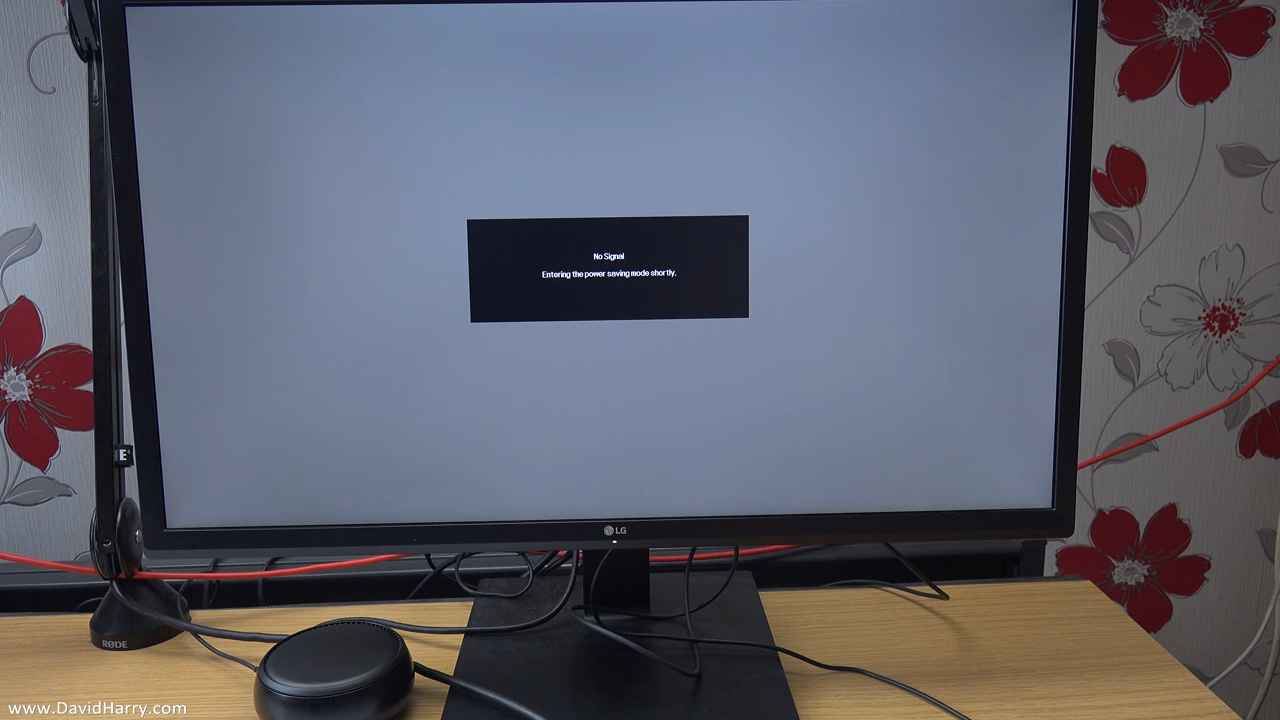 No Signal
Entering the power saving mode shortly.
LG
E
RØDE
www.DavidHarry.com